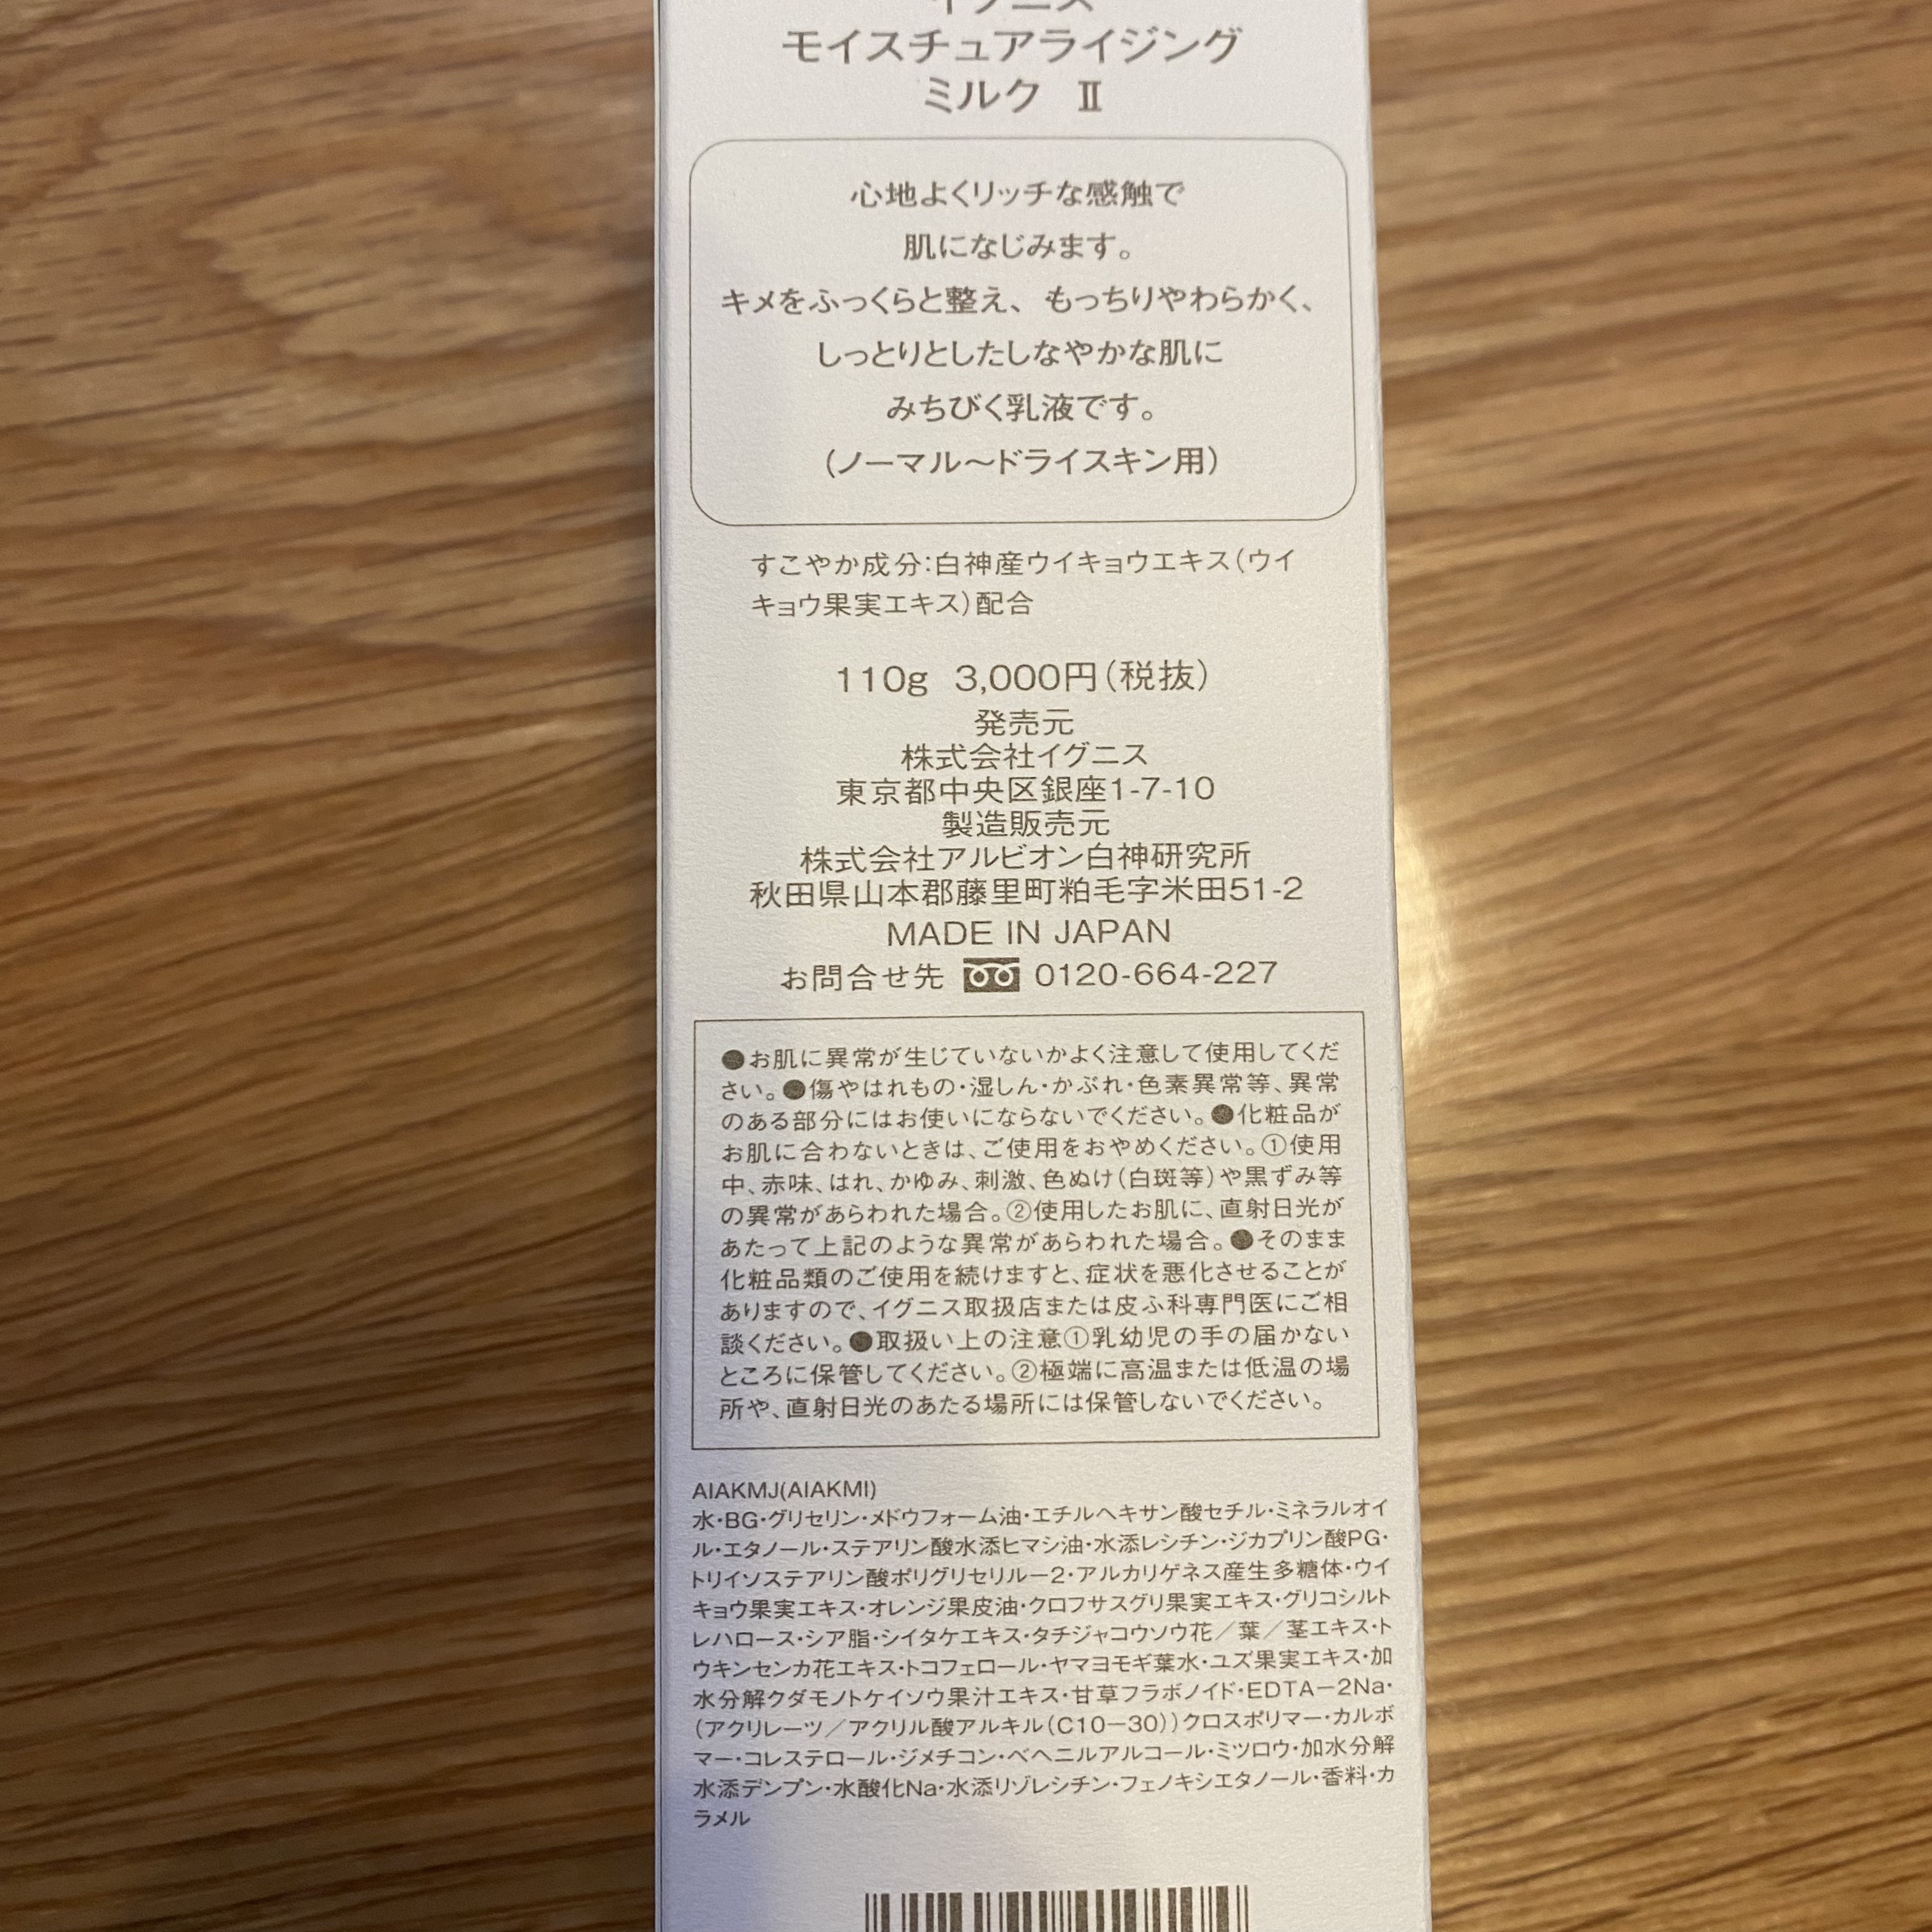 イグニス
モイスチュアライジング
ミルク Ⅱ
心地よくリッチな感触で
肌になじみます。
キメをふっくらと整え、もっちりやわらかく、
しっとりとしたしなやかな肌に
みちびく乳液です。
(ノーマル〜ドライスキン用)
すこやか成分:白神産ウイキョウエキス(ウイ
キョウ果実エキス)配合
110g 3,000円(税抜)
発売元
株式会社イグニス
東京都中央区銀座1-7-10
製造販売元
株式会社アルビオン白神研究所
秋田県山本郡藤里町粕毛字米田51-2
MADE IN JAPAN
お問合せ先 0120-664-227
●お肌に異常が生じていないかよく注意して使用してくだ
さい。●傷やはれもの・湿しん・かぶれ・色素異常等、異常
のある部分にはお使いにならないでください。●化粧品が
お肌に合わないときは、ご使用をおやめください。①使用
中、赤味、はれ、かゆみ、刺激、色ぬけ(白斑等)や黒ずみ等
の異常があらわれた場合。②使用したお肌に、直射日光が
あたって上記のような異常があらわれた場合。●そのまま
化粧品類のご使用を続けますと、症状を悪化させることが
ありますので、イグニス取扱店または皮ふ科専門医にご相
談ください。●取扱い上の注意①乳幼児の手の届かない
ところに保管してください。②極端に高温または低温の場
所や、直射日光のあたる場所には保管しないでください。
AIAKMJ(AIAKMI)
水・BG・グリセリン・メドウフォーム油・エチルヘキサン酸セチル・ミネラルオイ
ル・エタノール・ステアリン酸水添ヒマシ油・水添レシチン・ジカプリン酸PG・
トリイソステアリン酸ポリグリセリル−2・アルカリゲネス産生多糖体・ウイ
キョウ果実エキス・オレンジ果皮油・クロフサスグリ果実エキス・グリコシルト
レハロース・シア脂・シイタケエキス・タチジャコウソウ花/葉/茎エキス・ト
ウキンセンカ花エキス・トコフェロール・ヤマヨモギ葉水・ユズ果実エキス・加
水分解クダモノトケイソウ果汁エキス・甘草フラボノイド・EDTA−2Na・
(アクリレーツ/アクリル酸アルキル(C10−30))クロスポリマー・カルボ
マー・コレステロール・ジメチコン・ベヘニルアルコール・ミツロウ・加水分解
水添デンプン・水酸化Na・水添リゾレシチン・フェノキシエタノール・香料・カ
ラメル